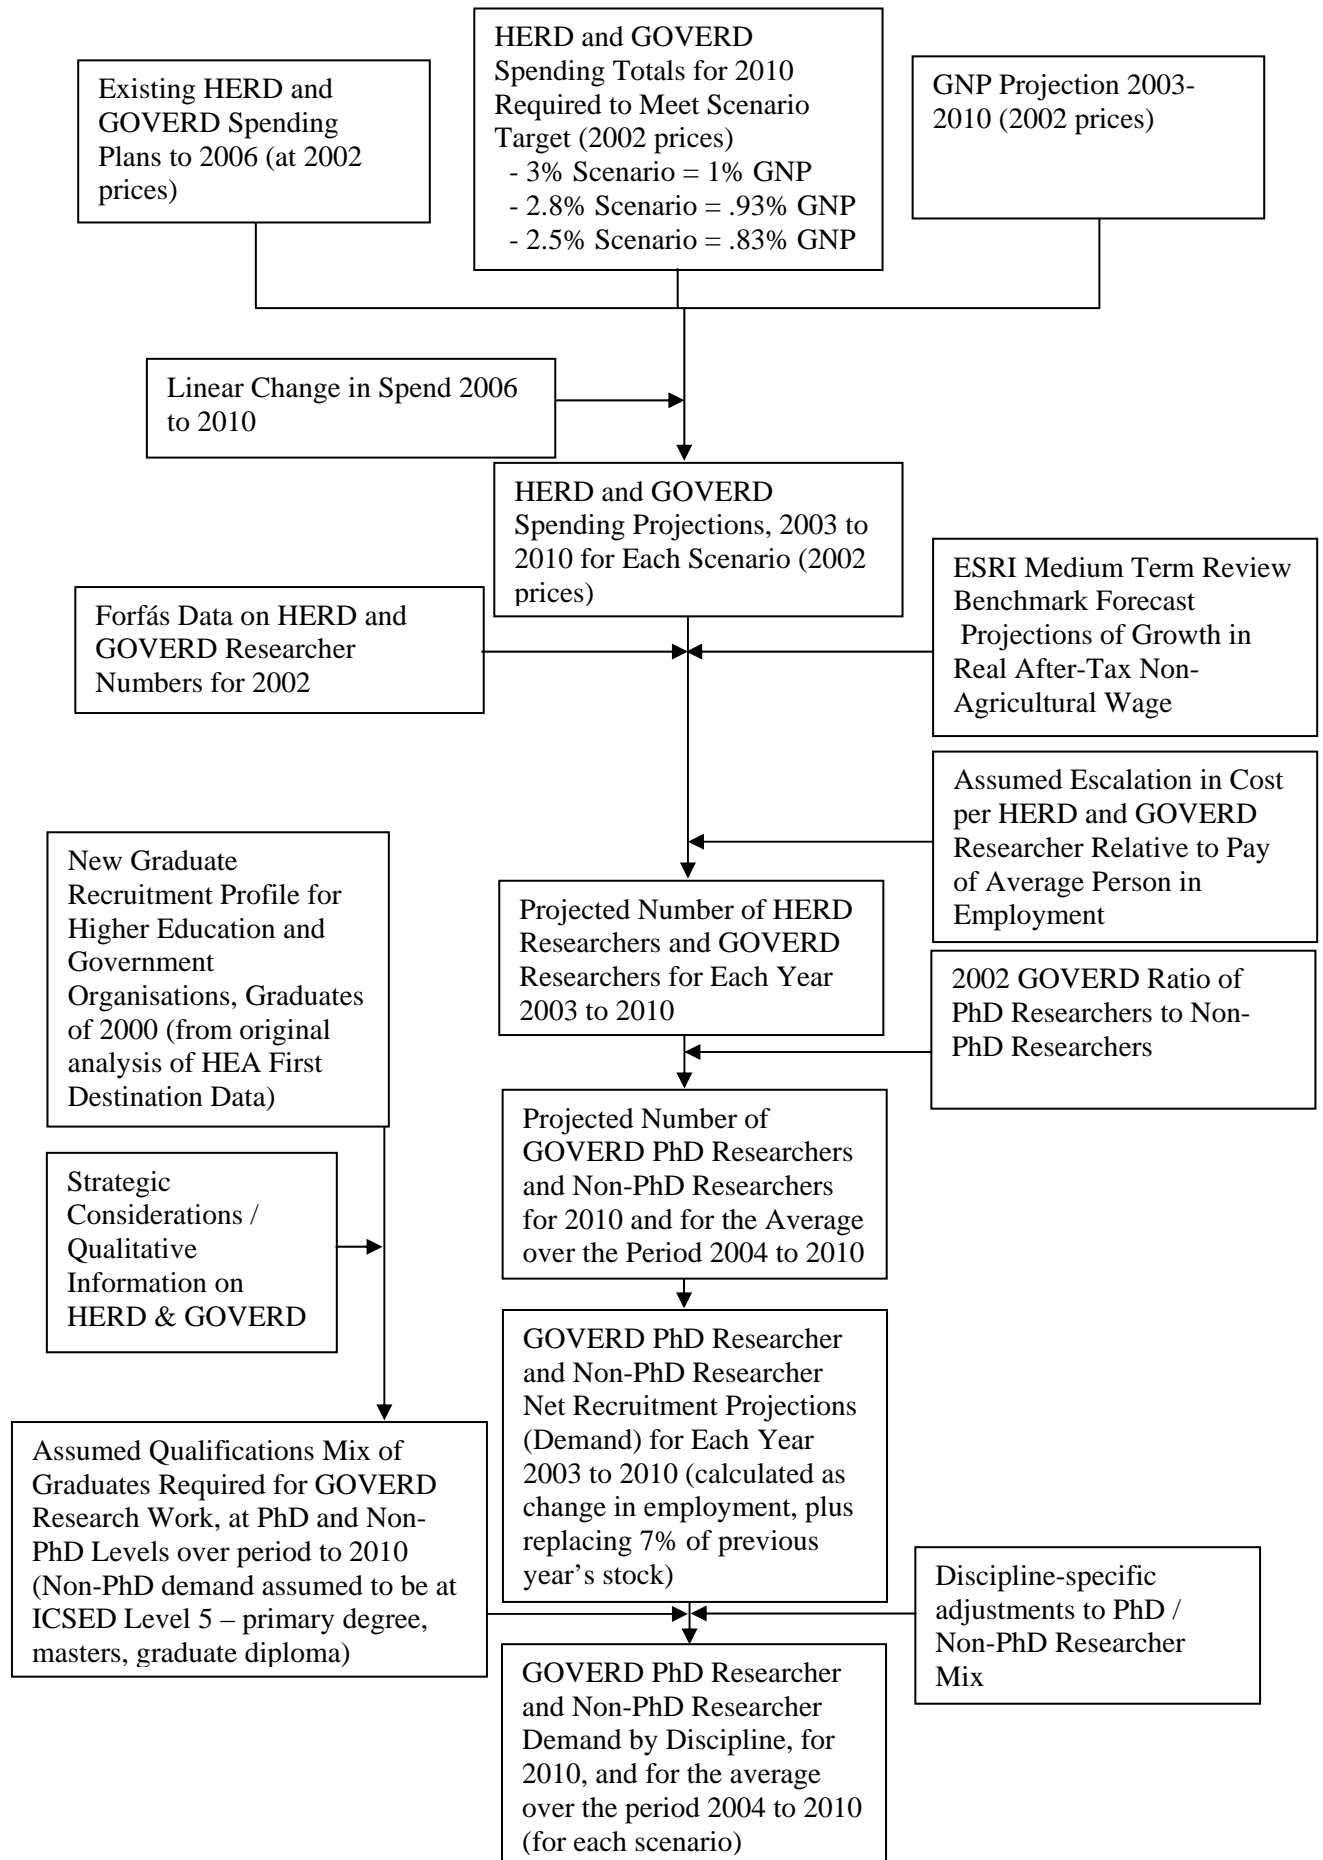 HERD and GOVERD
Spending Totals for 2010
Required to Meet Scenario
Target (2002 prices)
- 3% Scenario = 1% GNP
- 2.8% Scenario = .93% GNP
- 2.5% Scenario = .83% GNP
Existing HERD and
GOVERD Spending
Plans to 2006 (at 2002
prices)
GNP Projection 2003-
2010 (2002 prices)
Linear Change in Spend 2006
to 2010
HERD and GOVERD
Spending Projections, 2003 to
2010 for Each Scenario (2002
prices)
Forfás Data on HERD and
GOVERD Researcher
Numbers for 2002
ESRI Medium Term Review
Benchmark Forecast
Projections of Growth in
Real After-Tax Non-
Agricultural Wage
Assumed Escalation in Cost
per HERD and GOVERD
Researcher Relative to Pay
of Average Person in
Employment
New Graduate
Recruitment Profile for
Higher Education and
Government
Organisations, Graduates
of 2000 (from original
analysis of HEA First
Destination Data)
Projected Number of HERD
Researchers and GOVERD
Researchers for Each Year
2003 to 2010
2002 GOVERD Ratio of
PhD Researchers to Non-
PhD Researchers
Projected Number of
GOVERD PhD Researchers
and Non-PhD Researchers
for 2010 and for the Average
over the Period 2004 to 2010
Strategic
Considerations /
Qualitative
Information on
HERD & GOVERD
GOVERD PhD Researcher
and Non-PhD Researcher
Net Recruitment Projections
(Demand) for Each Year
2003 to 2010 (calculated as
change in employment, plus
replacing 7% of previous
year’s stock)
Assumed Qualifications Mix of
Graduates Required for GOVERD
Research Work, at PhD and Non-
PhD Levels over period to 2010
(Non-PhD demand assumed to be at
ICSED Level 5 – primary degree,
masters, graduate diploma)
Discipline-specific
adjustments to PhD /
Non-PhD Researcher
Mix
GOVERD PhD Researcher
and Non-PhD Researcher
Demand by Discipline, for
2010, and for the average
over the period 2004 to 2010
(for each scenario)